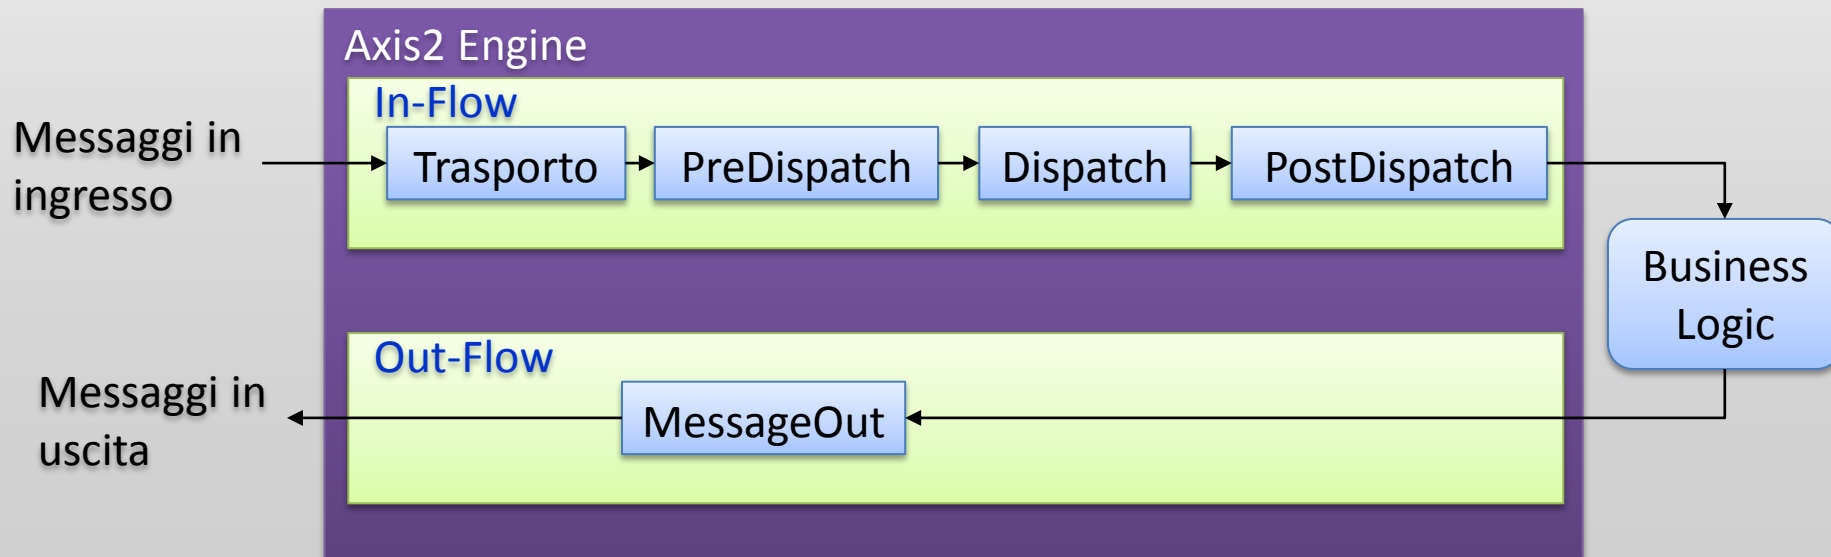 Axis2 Engine
In-Flow
Messaggi in
ingresso
Trasporto
PreDispatch
Dispatch
PostDispatch
Business
Logic
Out-Flow
Messaggi in
uscita
MessageOut